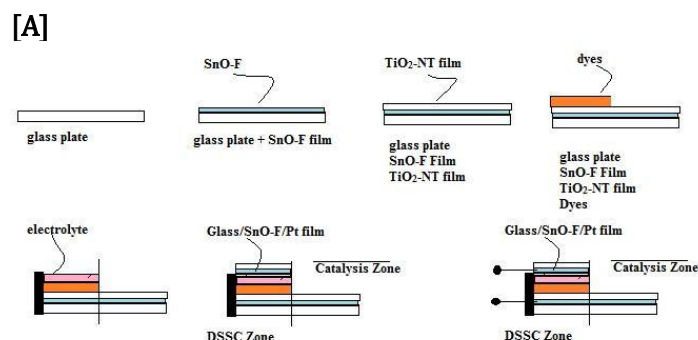 [A]
SnO-F
TiO₂-NT film
dyes
glass plate
glass plate + SnO-F film
glass plate
SnO-F Film
TiO₂-NT film
glass plate
SnO-F Film
TiO₂-NT film
Dyes
electrolyte
Glass/SnO-F/Pt film
Catalysis Zone
DSSC Zone
Glass/SnO-F/Pt film
Catalysis Zone
DSSC Zone